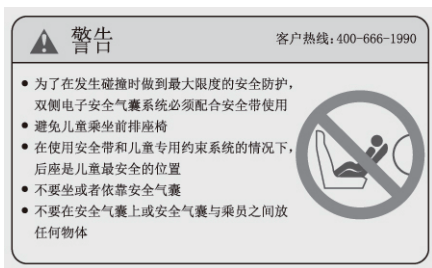 警告
客户热线:400-666-1990
• 为了在发生碰撞时做到最大限度的安全防护,
双侧电子安全气囊系统必须配合安全带使用
• 避免儿童乘坐前排座椅
• 在使用安全带和儿童专用约束系统的情况下,
后座是儿童最安全的位置
• 不要坐或者依靠安全气囊
• 不要在安全气囊上或安全气囊与乘员之间放
任何物体